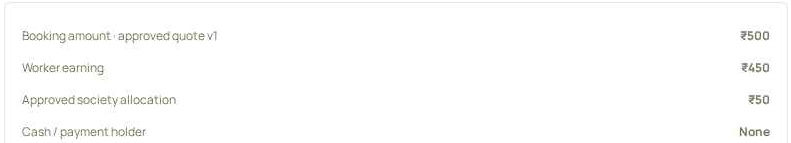 Booking amount · approved quote v1 ₹500
Worker earning ₹450
Approved society allocation ₹50
Cash / payment holder None